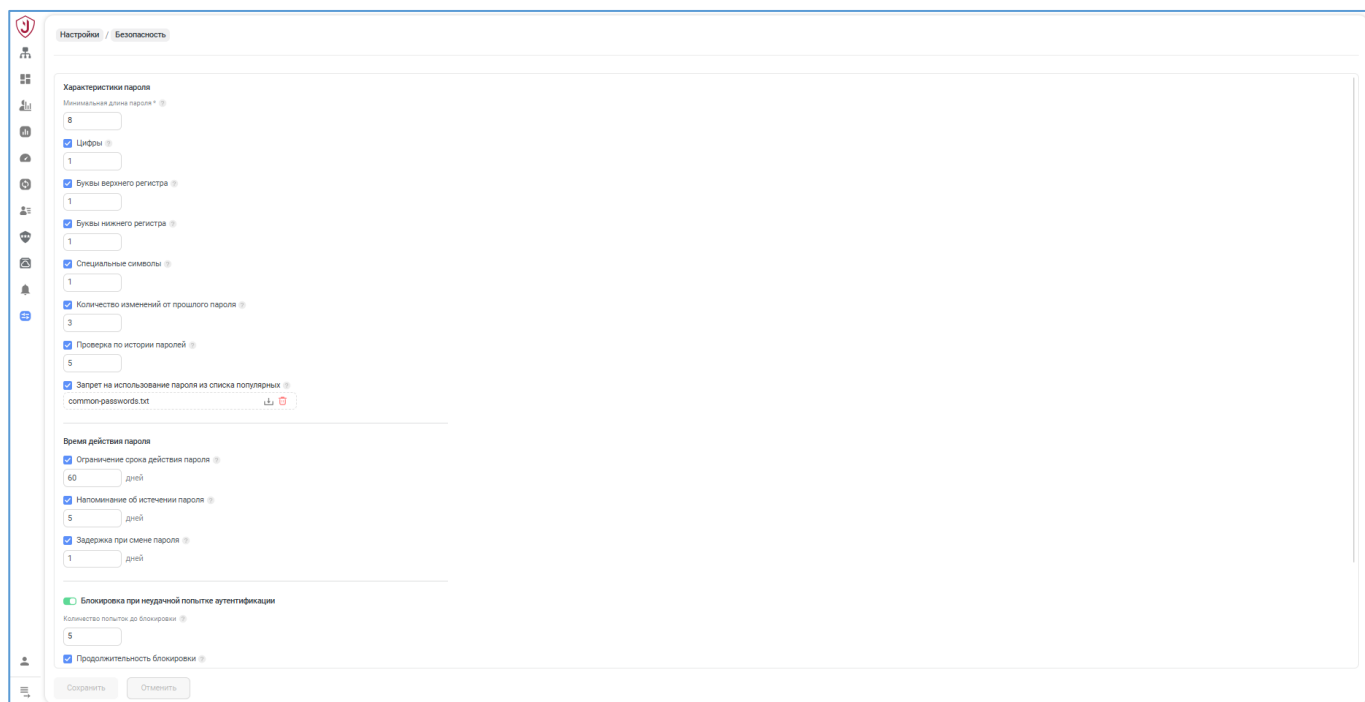 Настройки / Безопасность
Характеристики пароля
Минимальная длина пароля *
8
Цифры
1
Буквы верхнего регистра
1
Буквы нижнего регистра
1
Специальные символы
1
Количество изменений от прошлого пароля
3
Проверка по истории паролей
5
Запрет на использование пароля из списка популярных
common-passwords.txt
Время действия пароля
Ограничение срока действия пароля
60 дней
Напоминание об истечении пароля
5 дней
Задержка при смене пароля
1 дней
Блокировка при неудачной попытке аутентификации
Количество попыток до блокировки
5
Продолжительность блокировки
Сохранить Отменить